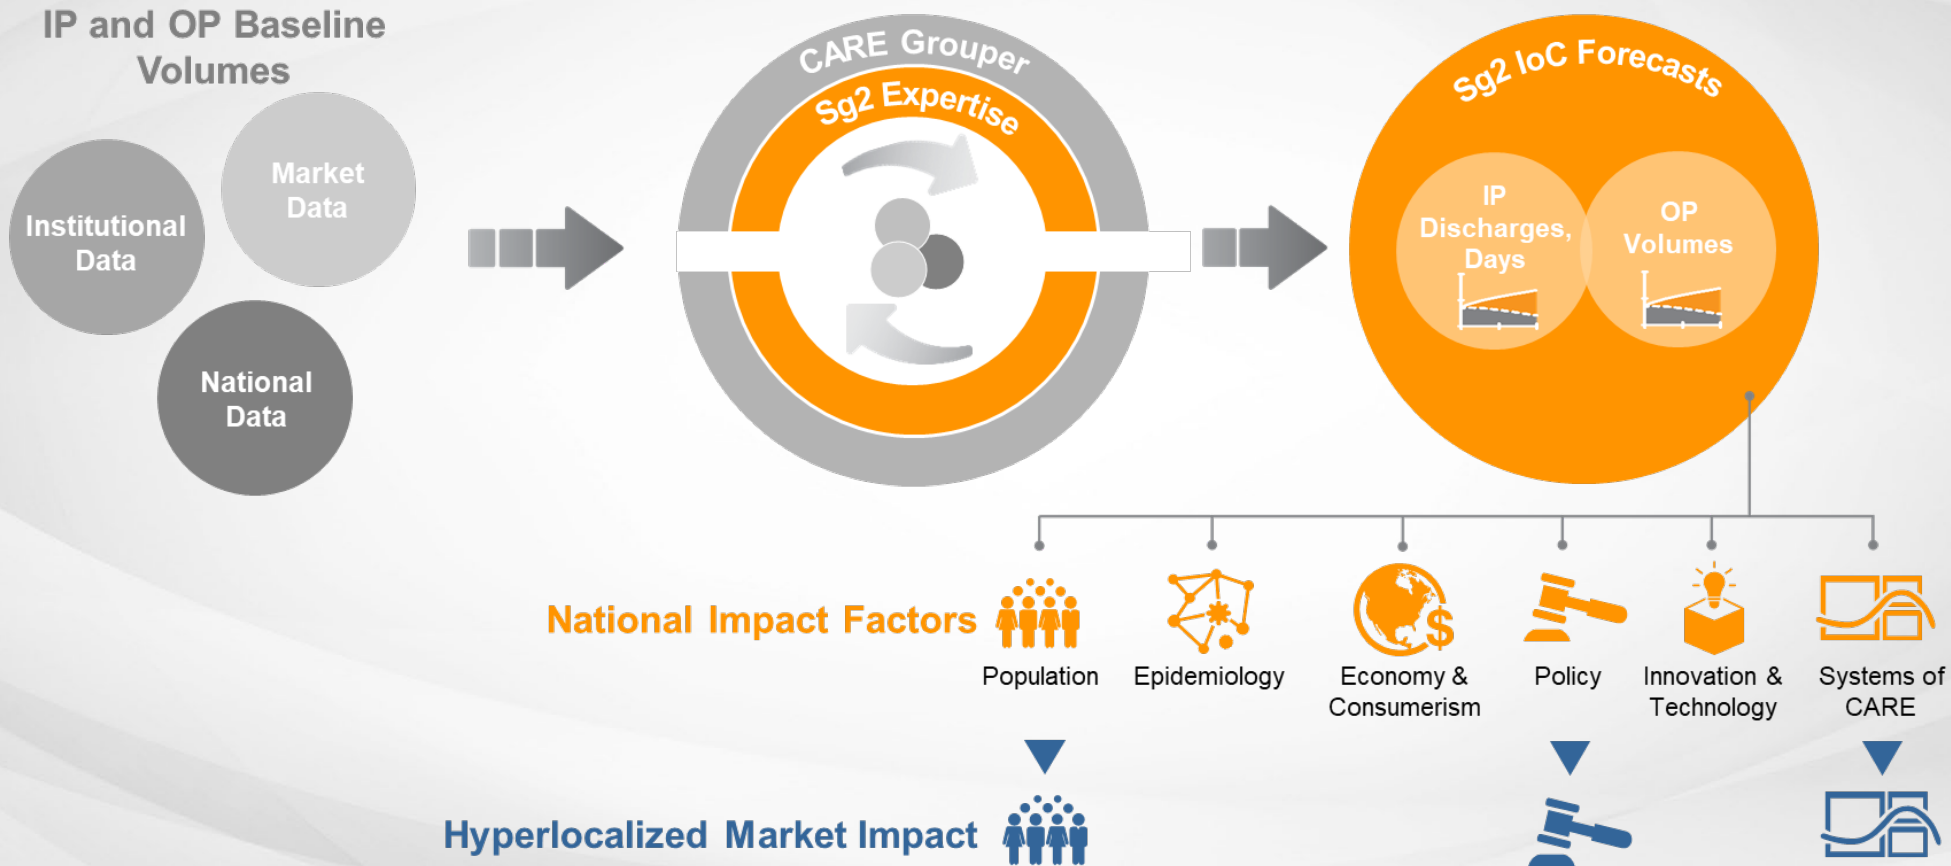 IP and OP Baseline
Volumes
Institutional
Data
Market
Data
National
Data
CARE Grouper
Sg2 Expertise
Sg2 IoC Forecasts
IP
Discharges,
Days
OP
Volumes
National Impact Factors
Population
Epidemiology
Economy &
Consumerism
$
Policy
Innovation &
Technology
Systems of
CARE
Hyperlocalized Market Impact